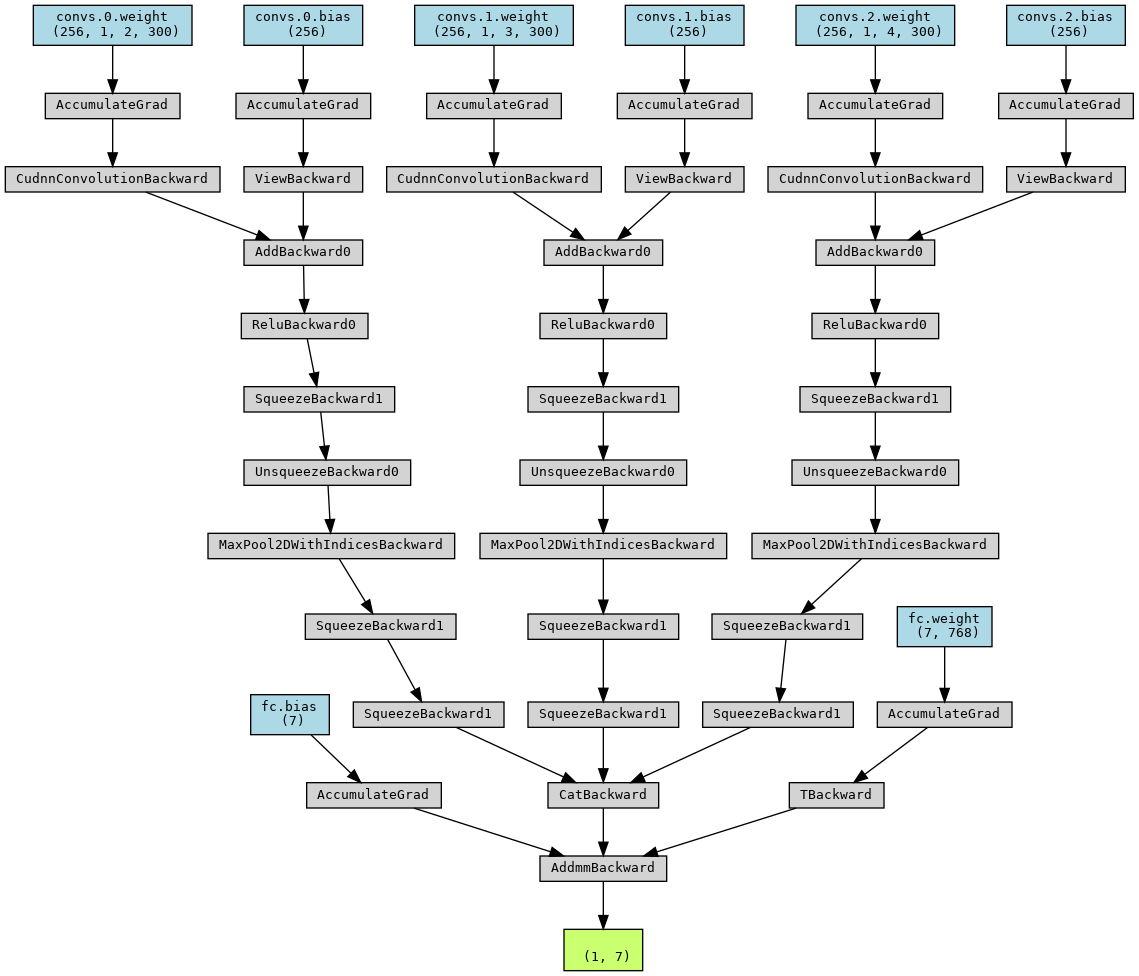 convs.0.weight
(256, 1, 2, 300)
convs.0.bias
(256)
convs.1.weight
(256, 1, 3, 300)
convs.1.bias
(256)
convs.2.weight
(256, 1, 4, 300)
convs.2.bias
(256)
AccumulateGrad
AccumulateGrad
AccumulateGrad
AccumulateGrad
AccumulateGrad
AccumulateGrad
CudnnConvolutionBackward
ViewBackward
CudnnConvolutionBackward
ViewBackward
CudnnConvolutionBackward
ViewBackward
AddBackward0
AddBackward0
AddBackward0
ReluBackward0
ReluBackward0
ReluBackward0
SqueezeBackward1
SqueezeBackward1
SqueezeBackward1
UnsqueezeBackward0
UnsqueezeBackward0
UnsqueezeBackward0
MaxPool2DWithIndicesBackward
MaxPool2DWithIndicesBackward
MaxPool2DWithIndicesBackward
SqueezeBackward1
SqueezeBackward1
SqueezeBackward1
fc.weight
(7, 768)
fc.bias
(7)
SqueezeBackward1
SqueezeBackward1
SqueezeBackward1
AccumulateGrad
AccumulateGrad
CatBackward
TBackward
AddmmBackward
(1, 7)